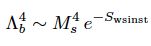 Λ_b^4 ∼ M_s^4 e^{-S_{wsinst}}